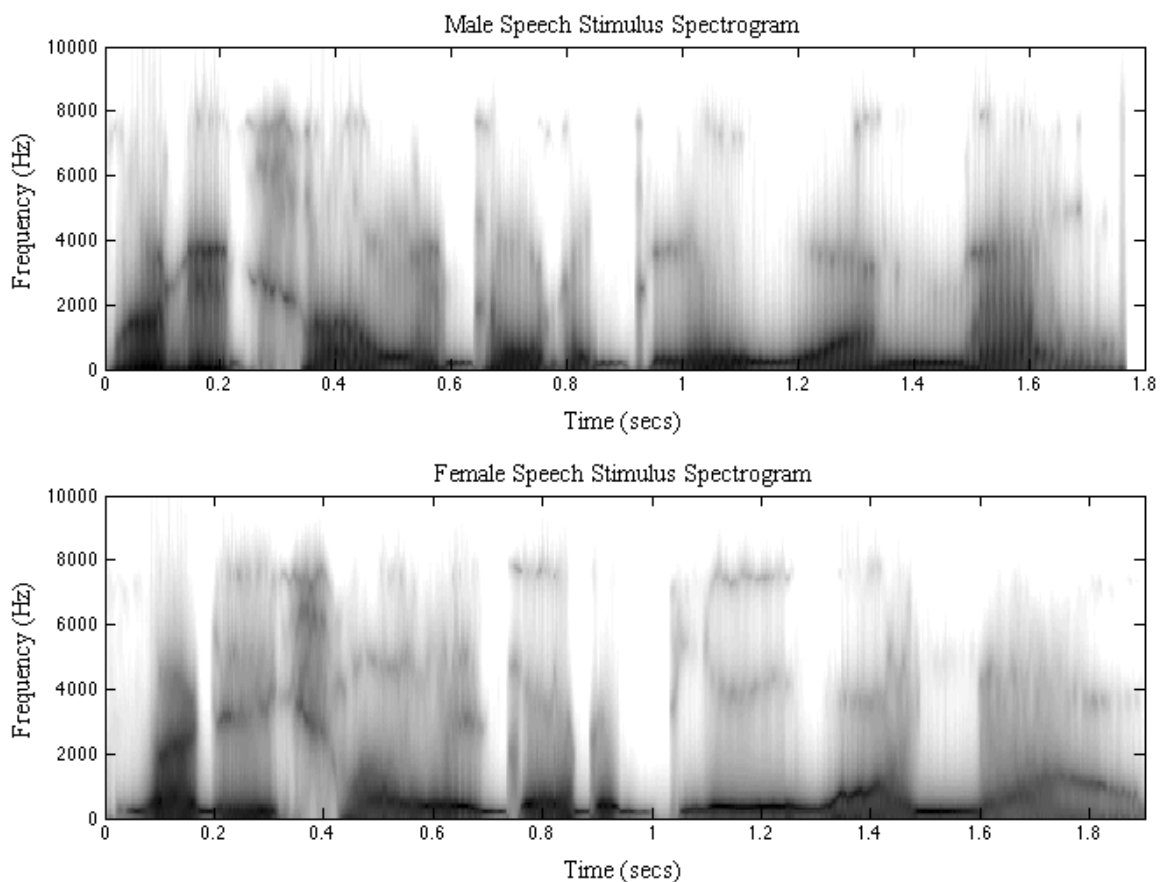 Male Speech Stimulus Spectrogram
10000
8000
6000
4000
2000
0
Frequency (Hz)
0 0.2 0.4 0.6 0.8 1 1.2 1.4 1.6 1.8
Time (secs)
Female Speech Stimulus Spectrogram
10000
8000
6000
4000
2000
0
Frequency (Hz)
0 0.2 0.4 0.6 0.8 1 1.2 1.4 1.6 1.8
Time (secs)